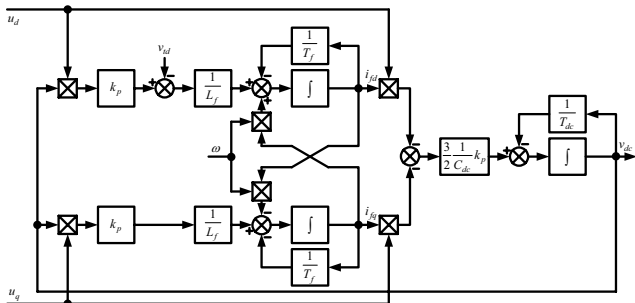 u_d
v_td
1/T_f
k_p
+ −
1/L_f
+ − +
∫
i_fd
ω
− −
3/2 1/C_dc k_p
+ −
1/T_dc
∫
v_dc
k_p
1/L_f
+ − − −
∫
i_fq
1/T_f
u_q